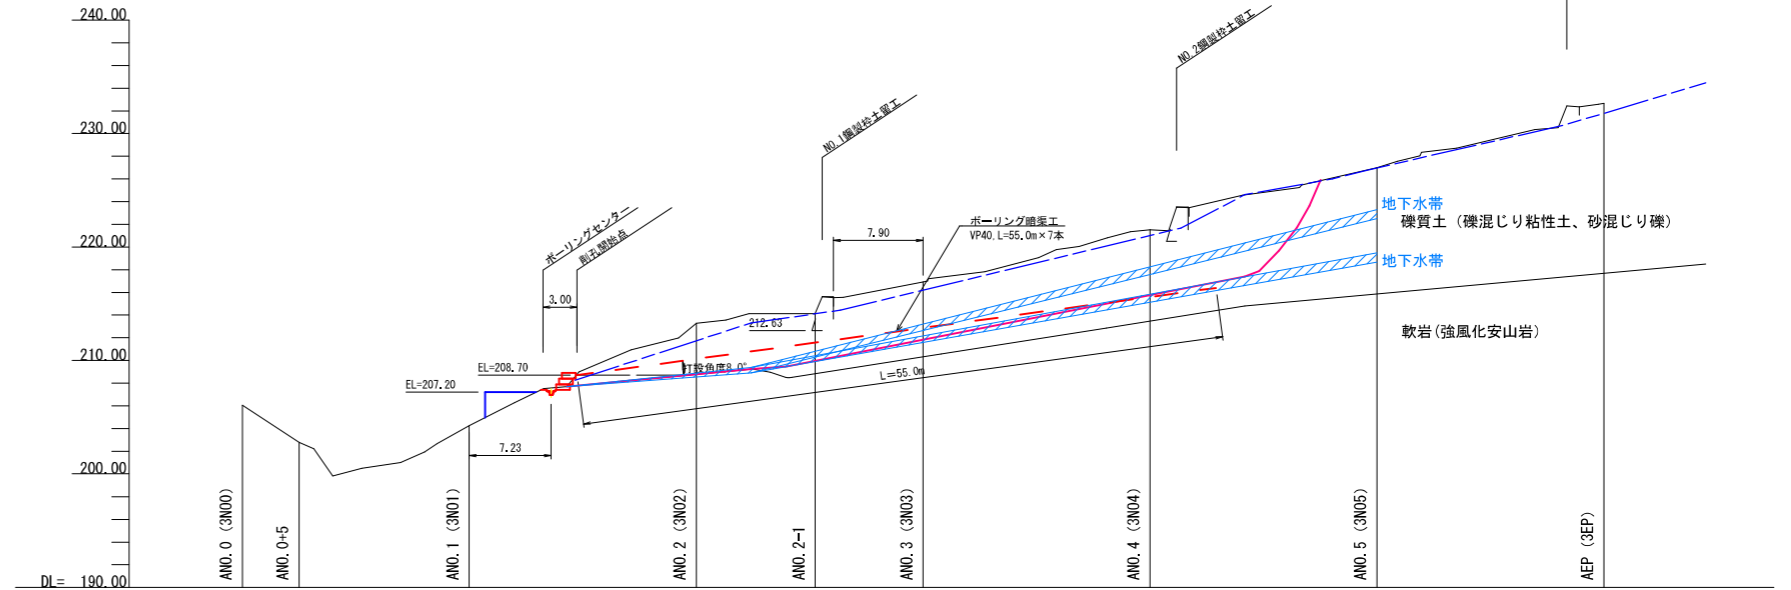 240.00
230.00
220.00
210.00
200.00
DL= 190.00
ボーリングセンター
削孔開始点
NO.1鋼製枠土留工
NO.2鋼製枠土留工
3.00
7.90
ボーリング暗渠工
VP40,L=55.0m×7本
地下水帯
礫質土（礫混じり粘性土、砂混じり礫）
地下水帯
軟岩(強風化安山岩)
212.63
EL=208.70
打設角度8.0°
EL=207.20
L=55.0m
7.23
ANO.0 (3NO0)
ANO.0+5
ANO.1 (3NO1)
ANO.2 (3NO2)
ANO.2-1
ANO.3 (3NO3)
ANO.4 (3NO4)
ANO.5 (3NO5)
AEP (3EP)